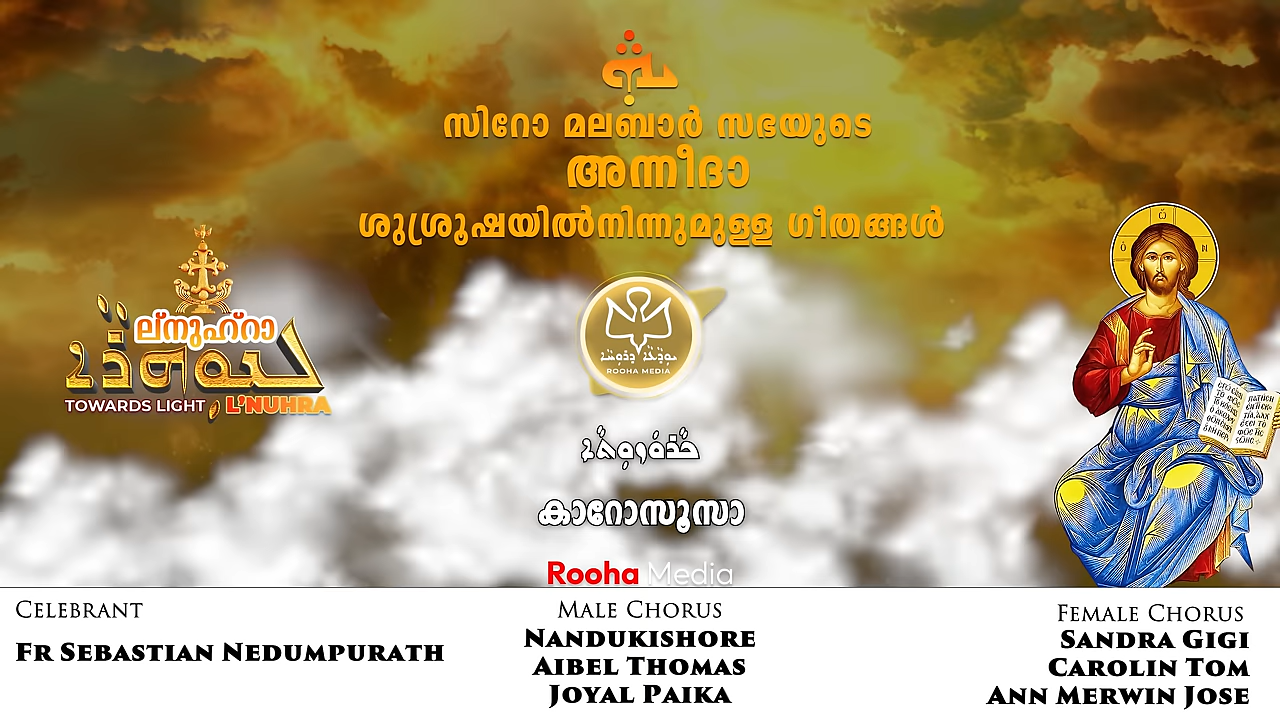 സിറോ മലബാർ സഭയുടെ
അന്നീദാ
ശുശ്രൂഷയിൽനിന്നുമുള്ള ഗീതങ്ങൾ
ല്നുഹ്റാ
TOWARDS LIGHT, L'NUHRA
ROOHA MEDIA
കാറോസൂസാ
Rooha Media
CELEBRANT
FR SEBASTIAN NEDUMPURATH
MALE CHORUS
NANDUKISHORE
AIBEL THOMAS
JOYAL PAIKA
FEMALE CHORUS
SANDRA GIGI
CAROLIN TOM
ANN MERWIN JOSE